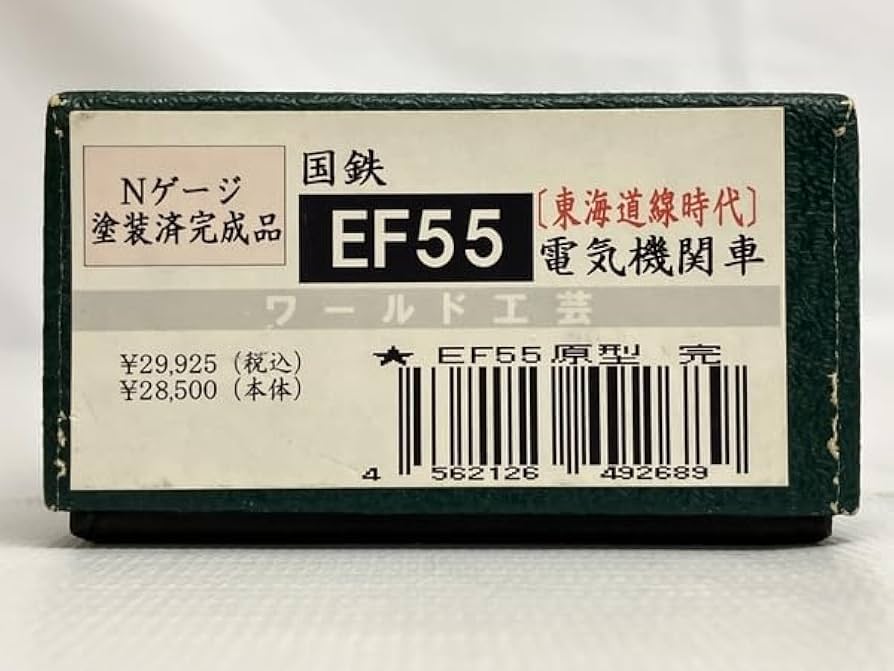 Nゲージ
塗装済完成品
国鉄
EF55
〔東海道線時代〕
電気機関車
ワールド工芸
¥29,925（税込）
¥28,500（本体）
★ EF55原型 完
4 562126 492689